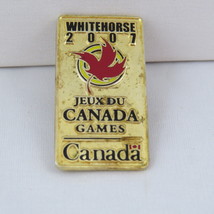 WHITEHORSE
2007
JEUX DU
CANADA
GAMES
Canada